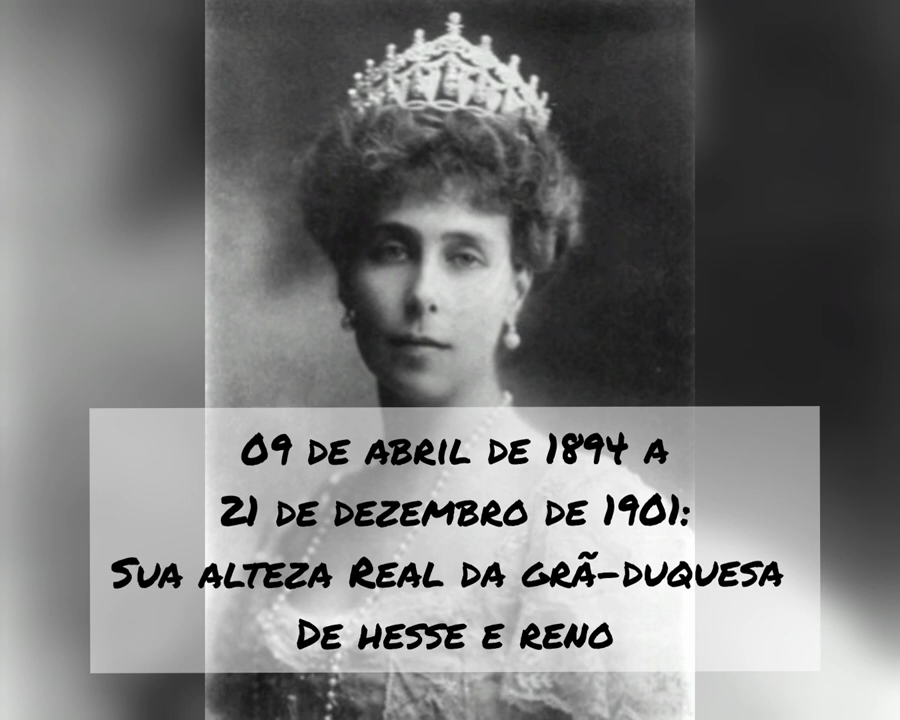 09 de abril de 1894 a
21 de dezembro de 1901:
Sua alteza Real da grã-duquesa
De hesse e reno